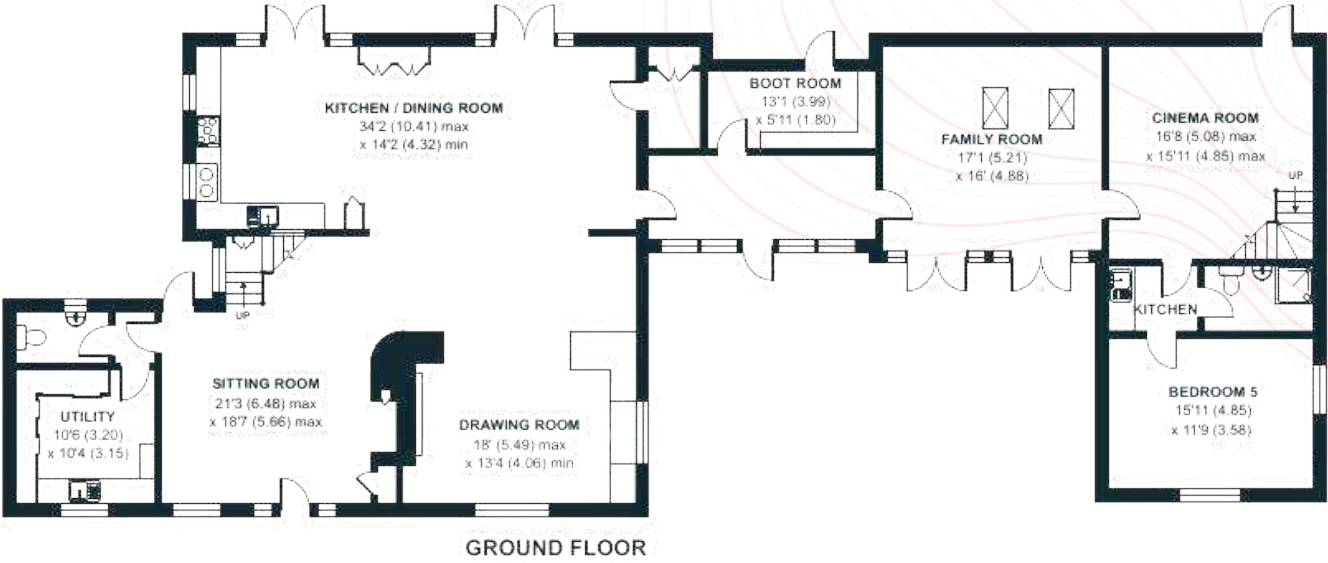 KITCHEN / DINING ROOM
34'2 (10.41) max
x 14'2 (4.32) min
BOOT ROOM
13'1 (3.99)
x 5'11 (1.80)
FAMILY ROOM
17'1 (5.21)
x 16' (4.88)
CINEMA ROOM
16'8 (5.08) max
x 15'11 (4.85) max
UP
UP
KITCHEN
SITTING ROOM
21'3 (6.48) max
x 18'7 (5.66) max
UTILITY
10'6 (3.20)
x 10'4 (3.15)
DRAWING ROOM
18' (5.49) max
x 13'4 (4.06) min
BEDROOM 5
15'11 (4.85)
x 11'9 (3.58)
GROUND FLOOR